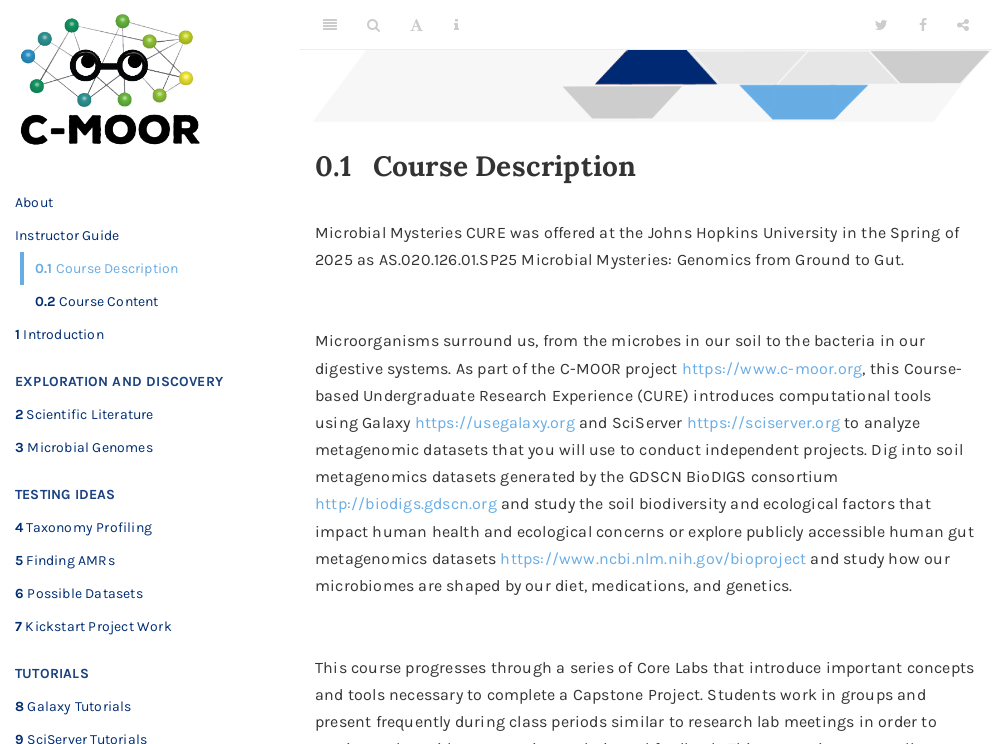 C-MOOR
About
Instructor Guide
0.1 Course Description
0.2 Course Content
1 Introduction
EXPLORATION AND DISCOVERY
2 Scientific Literature
3 Microbial Genomes
TESTING IDEAS
4 Taxonomy Profiling
5 Finding AMRs
6 Possible Datasets
7 Kickstart Project Work
TUTORIALS
8 Galaxy Tutorials
9 SciServer Tutorials
A
i
0.1 Course Description
Microbial Mysteries CURE was offered at the Johns Hopkins University in the Spring of
2025 as AS.020.126.01.SP25 Microbial Mysteries: Genomics from Ground to Gut.
Microorganisms surround us, from the microbes in our soil to the bacteria in our
digestive systems. As part of the C-MOOR project https://www.c-moor.org, this Course-
based Undergraduate Research Experience (CURE) introduces computational tools
using Galaxy https://usegalaxy.org and SciServer https://sciserver.org to analyze
metagenomic datasets that you will use to conduct independent projects. Dig into soil
metagenomics datasets generated by the GDSCN BioDIGS consortium
http://biodigs.gdscn.org and study the soil biodiversity and ecological factors that
impact human health and ecological concerns or explore publicly accessible human gut
metagenomics datasets https://www.ncbi.nlm.nih.gov/bioproject and study how our
microbiomes are shaped by our diet, medications, and genetics.
This course progresses through a series of Core Labs that introduce important concepts
and tools necessary to complete a Capstone Project. Students work in groups and
present frequently during class periods similar to research lab meetings in order to